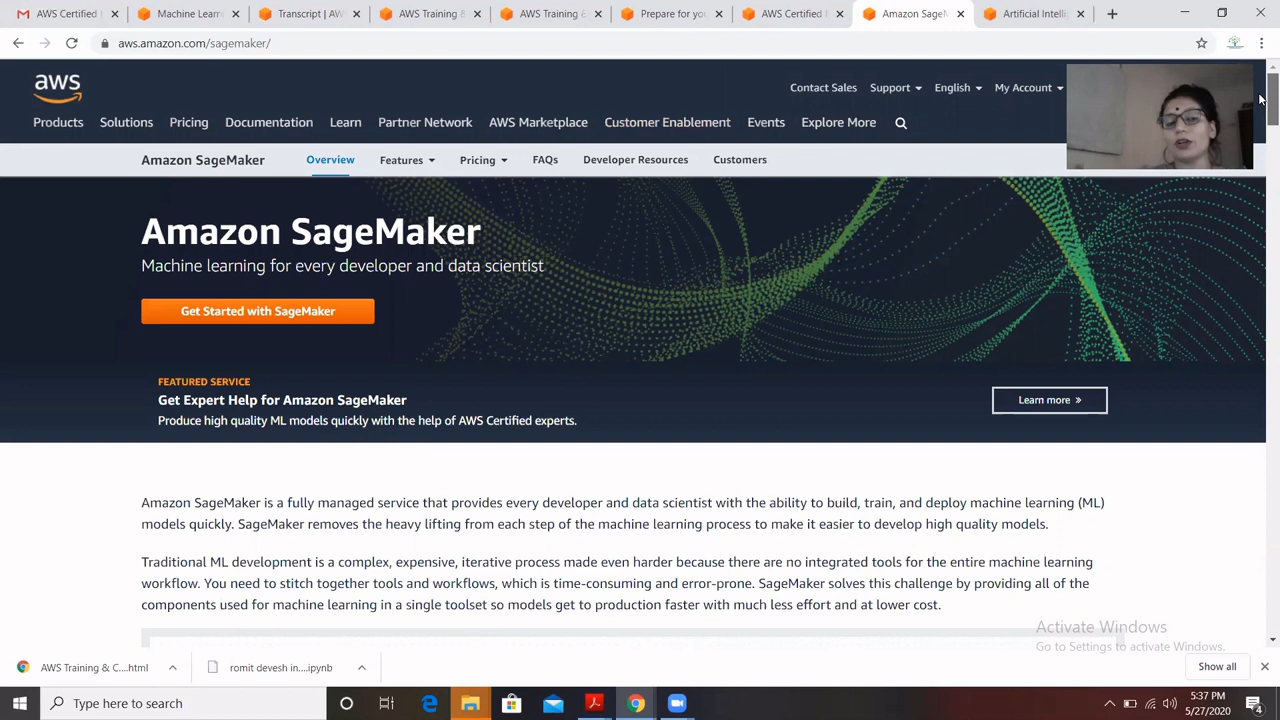 AWS Certified
Machine Learn
Transcript | AW
AWS Training &
AWS Training &
Prepare for you
AWS Certified
Amazon SageM
Artificial Intelli
aws.amazon.com/sagemaker/
aws
Contact Sales Support English My Account
Products Solutions Pricing Documentation Learn Partner Network AWS Marketplace Customer Enablement Events Explore More
Amazon SageMaker Overview Features Pricing FAQs Developer Resources Customers
Amazon SageMaker
Machine learning for every developer and data scientist
Get Started with SageMaker
FEATURED SERVICE
Get Expert Help for Amazon SageMaker
Produce high quality ML models quickly with the help of AWS Certified experts.
Learn more »
Amazon SageMaker is a fully managed service that provides every developer and data scientist with the ability to build, train, and deploy machine learning (ML)
models quickly. SageMaker removes the heavy lifting from each step of the machine learning process to make it easier to develop high quality models.
Traditional ML development is a complex, expensive, iterative process made even harder because there are no integrated tools for the entire machine learning
workflow. You need to stitch together tools and workflows, which is time-consuming and error-prone. SageMaker solves this challenge by providing all of the
components used for machine learning in a single toolset so models get to production faster with much less effort and at lower cost.
Activate Windows
Go to Settings to activate Windows.
AWS Training & C....html
romit devesh in....ipynb
Show all
Type here to search
5:37 PM
5/27/2020
4